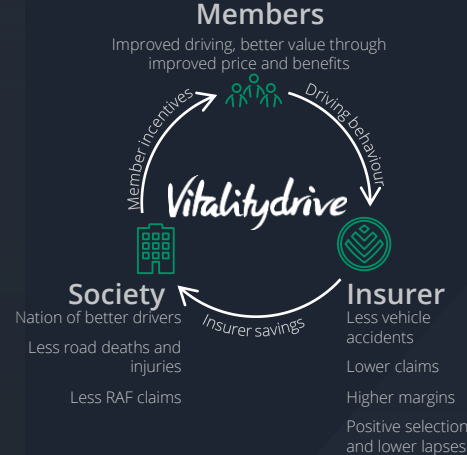 Members
Improved driving, better value through
improved price and benefits
Member incentives
Driving behaviour
Vitalitydrive
Society
Nation of better drivers
Less road deaths and
injuries
Less RAF claims
Insurer savings
Insurer
Less vehicle
accidents
Lower claims
Higher margins
Positive selection
and lower lapses